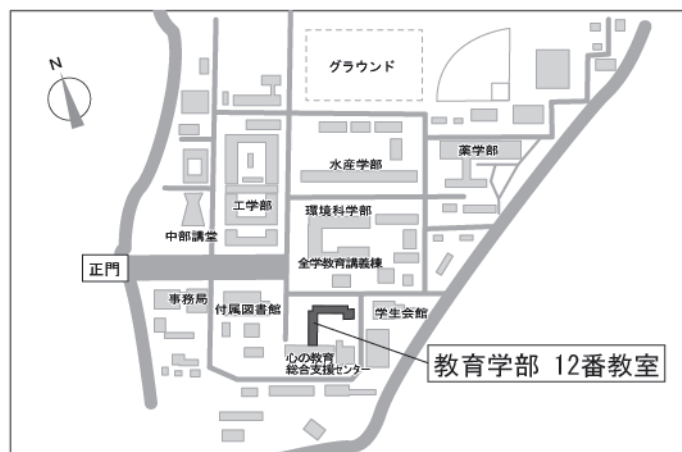 N
グラウンド
水産学部
薬学部
工学部
環境科学部
中部講堂
正門
全学教育講義棟
事務局
付属図書館
学生会館
心の教育
総合支援センター
教育学部 12番教室